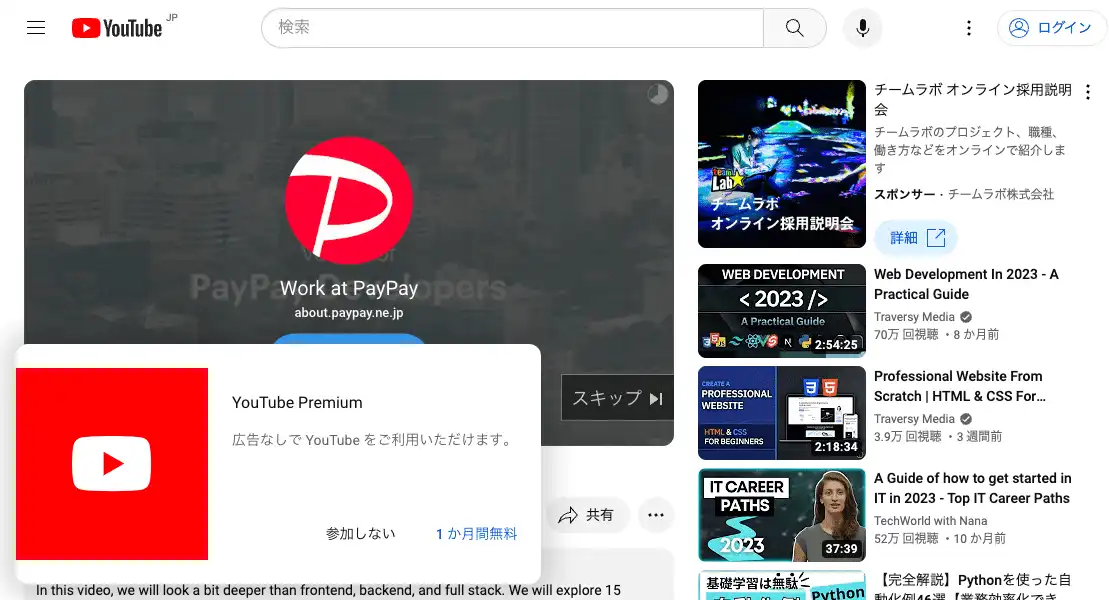 YouTube JP
検索
ログイン
PayPay Developers
Work at PayPay
about.paypay.ne.jp
スキップ
YouTube Premium
広告なしで YouTube をご利用いただけます。
参加しない
1 か月間無料
共有
In this video, we will look a bit deeper than frontend, backend, and full stack. We will explore 15
teamLab
チームラボ
オンライン採用説明会
チームラボ オンライン採用説明
会
チームラボのプロジェクト、職種、
働き方などをオンラインで紹介しま
す
スポンサー・チームラボ株式会社
詳細
WEB DEVELOPMENT
< 2023 />
A Practical Guide
2:54:25
Web Development In 2023 - A
Practical Guide
Traversy Media
70万 回視聴・8 か月前
CREATE A
PROFESSIONAL
WEBSITE
HTML & CSS
FOR BEGINNERS
2:18:34
Professional Website From
Scratch | HTML & CSS For...
Traversy Media
3.9万 回視聴・3 週間前
IT CAREER
PATHS
2023
37:39
A Guide of how to get started in
IT in 2023 - Top IT Career Paths
TechWorld with Nana
52万 回視聴・10 か月前
基礎学習は無駄
Python
【完全解説】Pythonを使った自
動化例46選【業務効率化でき